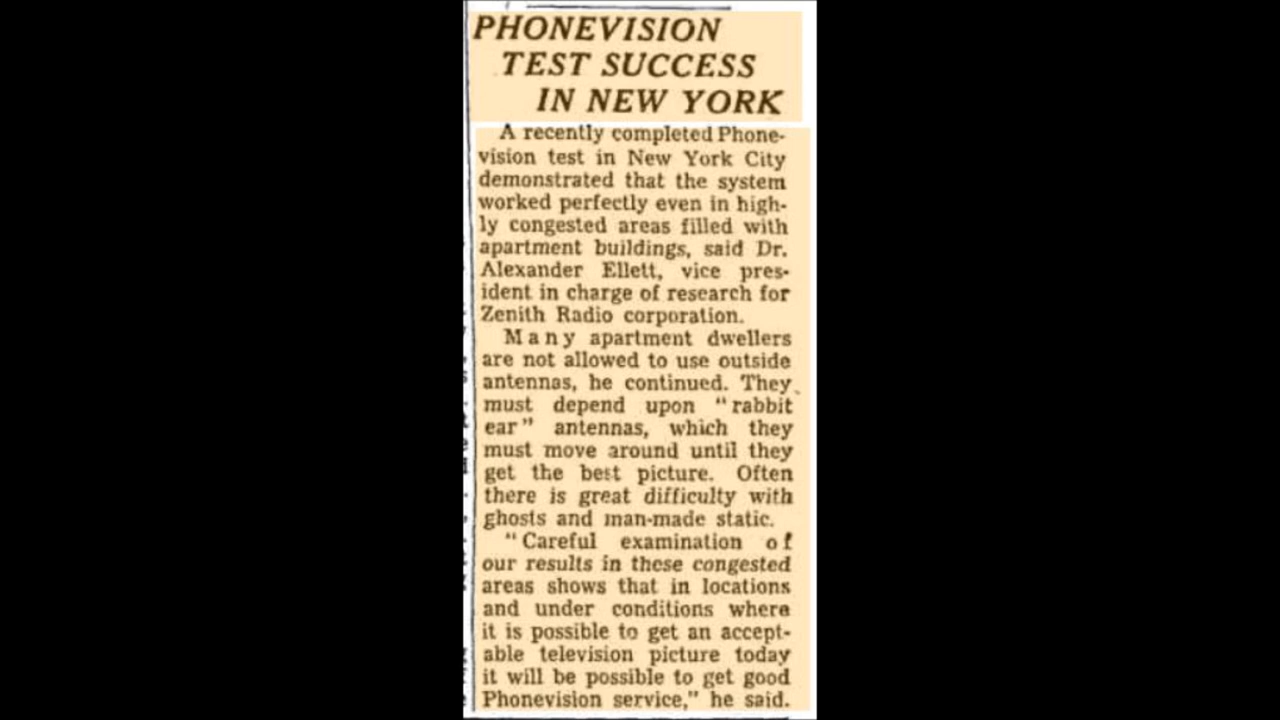 PHONEVISION
TEST SUCCESS
IN NEW YORK
A recently completed Phone-
vision test in New York City
demonstrated that the system
worked perfectly even in high-
ly congested areas filled with
apartment buildings, said Dr.
Alexander Ellett, vice pres-
ident in charge of research for
Zenith Radio corporation.
Many apartment dwellers
are not allowed to use outside
antennas, he continued. They
must depend upon "rabbit
ear" antennas, which they
must move around until they
get the best picture. Often
there is great difficulty with
ghosts and man-made static.
"Careful examination of
our results in these congested
areas shows that in locations
and under conditions where
it is possible to get an accept-
able television picture today
it will be possible to get good
Phonevision service," he said.